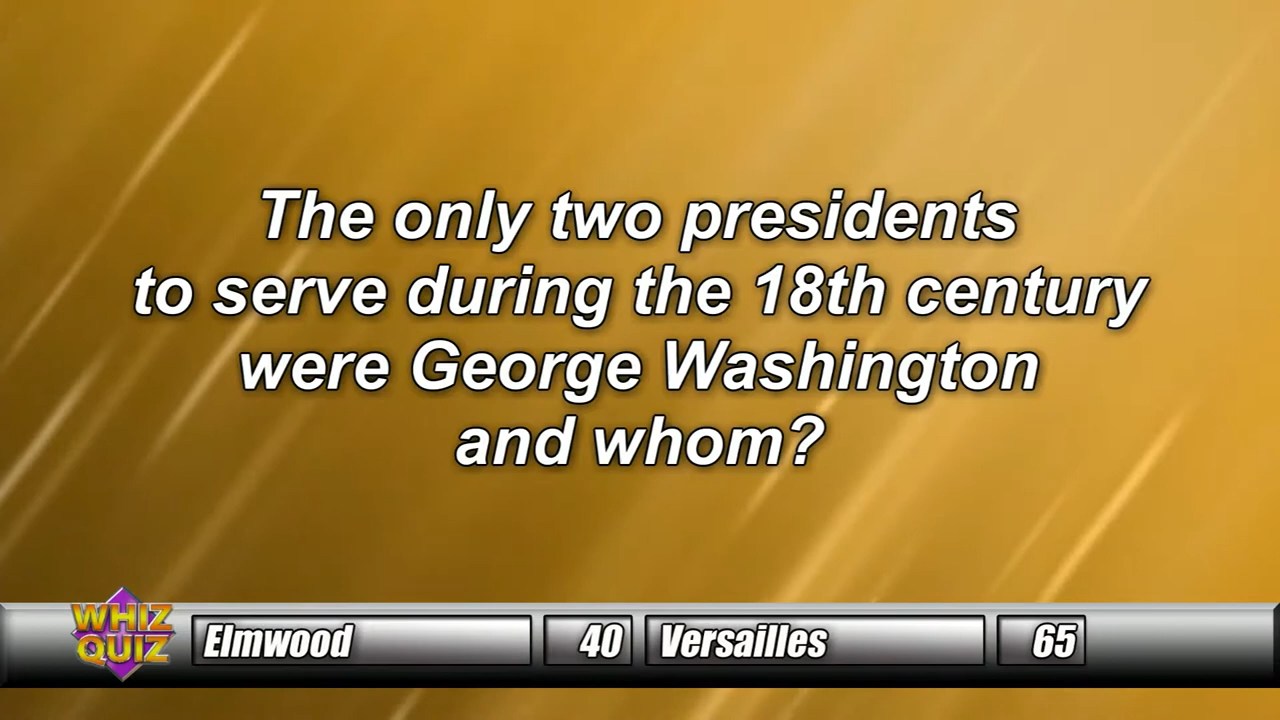 The only two presidents
to serve during the 18th century
were George Washington
and whom?
WHIZ
QUIZ
Elmwood 40 Versailles 65